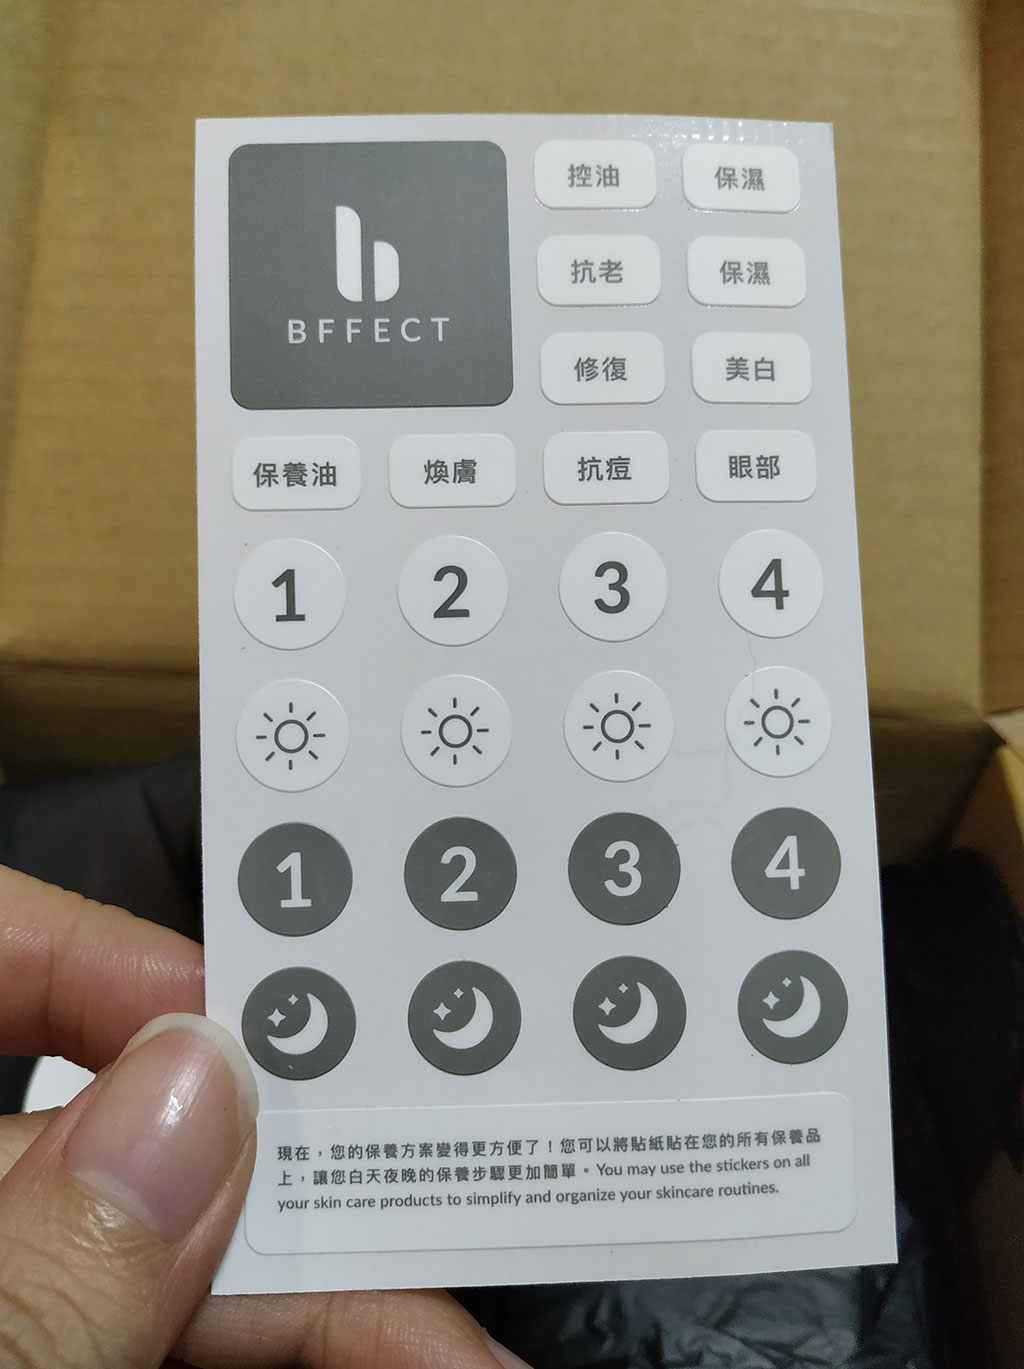 b
BFFECT
控油
保濕
抗老
保濕
修復
美白
保養油
煥膚
抗痘
眼部
1
2
3
4
1
2
3
4
現在，您的保養方案變得更方便了！您可以將貼紙貼在您的所有保養品
上，讓您白天夜晚的保養步驟更加簡單。You may use the stickers on all
your skin care products to simplify and organize your skincare routines.